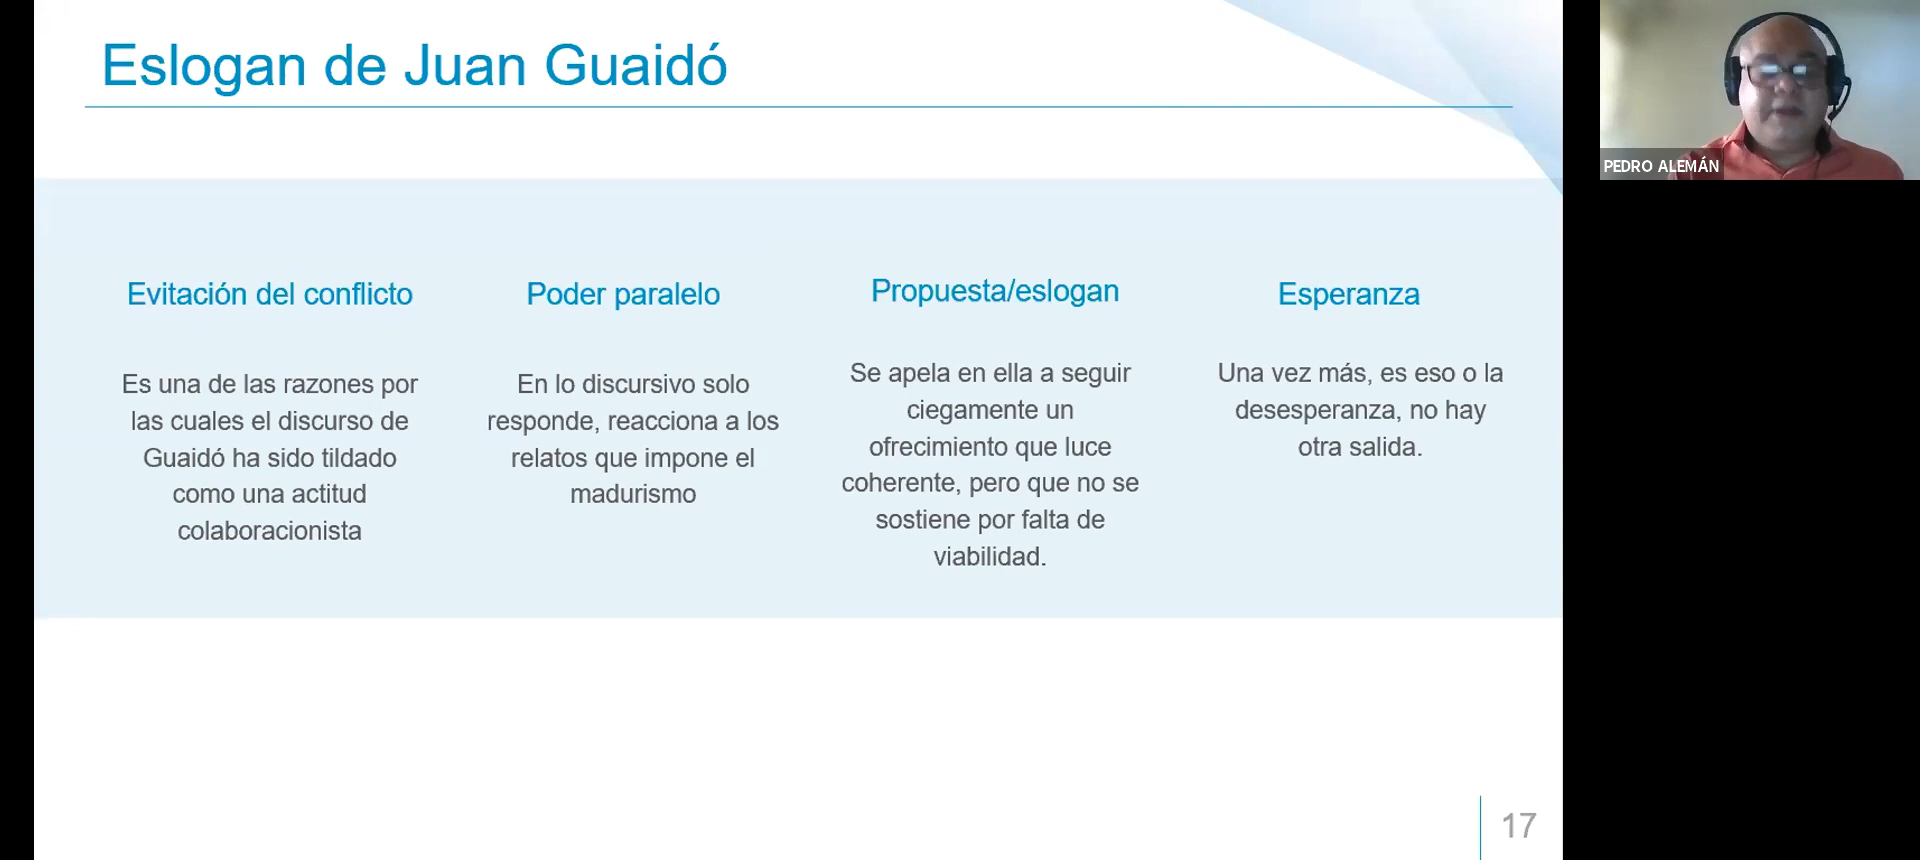 Eslogan de Juan Guaidó
PEDRO ALEMÁN
Evitación del conflicto
Es una de las razones por
las cuales el discurso de
Guaidó ha sido tildado
como una actitud
colaboracionista
Poder paralelo
En lo discursivo solo
responde, reacciona a los
relatos que impone el
madurismo
Propuesta/eslogan
Se apela en ella a seguir
ciegamente un
ofrecimiento que luce
coherente, pero que no se
sostiene por falta de
viabilidad.
Esperanza
Una vez más, es eso o la
desesperanza, no hay
otra salida.
17